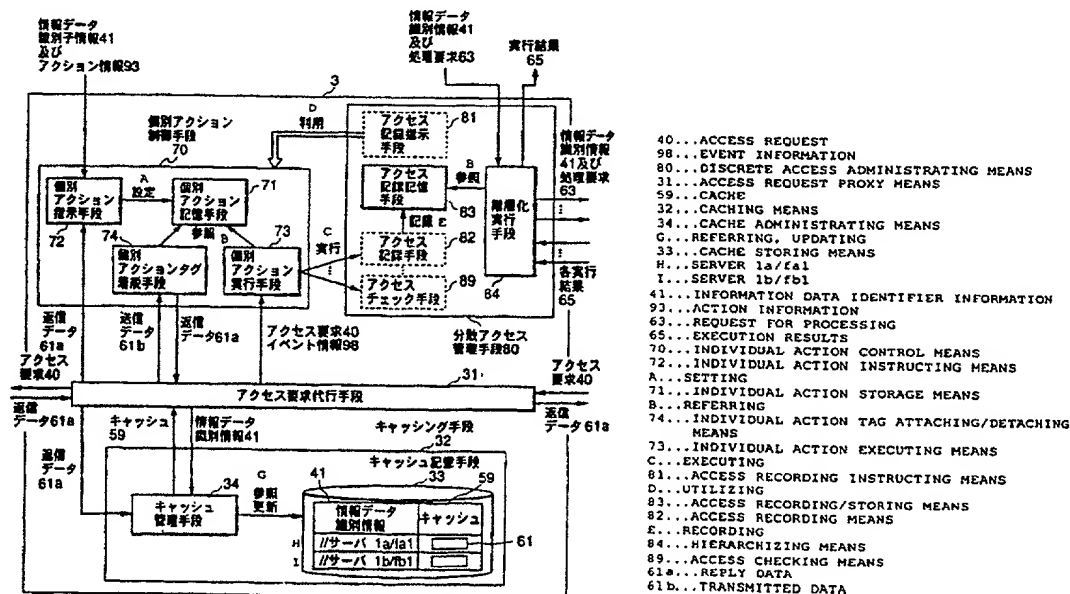 情報データ
識別子情報41
及び
アクション情報93
情報データ
識別情報41
及び
処理要求63
実行結果
65
3
個別アクション
制御手段
70
D
利用
アクセス
記録指示
手段
81
情報データ
識別情報
41及び
処理要求
63
個別
アクション
指示手段
72
A
設定
個別
アクション
記憶手段
71
アクセス
記録記憶
手段
83
B
参照
階層化
実行
手段
84
参照
B
記録 E
74
個別
アクションタグ
着脱手段
73
個別
アクション
実行手段
C
実行
アクセス
記録手段
82
アクセス
チェック手段
89
各実行
結果
65
返信
データ
61a
送信
データ
61b
返信
データ61a
アクセス要求40
イベント情報98
分散アクセス
管理手段80
アクセス
要求40
アクセス要求代行手段
31
アクセス
要求40
返信
データ61a
返信
データ61a
キャッシュ
59
情報データ
識別情報41
キャッシング手段
32
返信
データ
61a
キャッシュ記憶手段
33
34
キャッシュ
管理手段
G
参照
更新
41
59
情報データ
識別情報
キャッシュ
H
//サーバ 1a/fa1
61
I
//サーバ 1b/fb1
40...ACCESS REQUEST
98...EVENT INFORMATION
80...DISCRETE ACCESS ADMINISTRATING MEANS
31...ACCESS REQUEST PROXY MEANS
59...CACHE
32...CACHING MEANS
34...CACHE ADMINISTRATING MEANS
G...REFERRING, UPDATING
33...CACHE STORING MEANS
H...SERVER 1a/fa1
I...SERVER 1b/fb1
41...INFORMATION DATA IDENTIFIER INFORMATION
93...ACTION INFORMATION
63...REQUEST FOR PROCESSING
65...EXECUTION RESULTS
70...INDIVIDUAL ACTION CONTROL MEANS
72...INDIVIDUAL ACTION INSTRUCTING MEANS
A...SETTING
71...INDIVIDUAL ACTION STORAGE MEANS
B...REFERRING
74...INDIVIDUAL ACTION TAG ATTACHING/DETACHING
MEANS
73...INDIVIDUAL ACTION EXECUTING MEANS
C...EXECUTING
81...ACCESS RECORDING INSTRUCTING MEANS
D...UTILIZING
83...ACCESS RECORDING/STORING MEANS
82...ACCESS RECORDING MEANS
E...RECORDING
84...HIERARCHIZING MEANS
89...ACCESS CHECKING MEANS
61a...REPLY DATA
61b...TRANSMITTED DATA